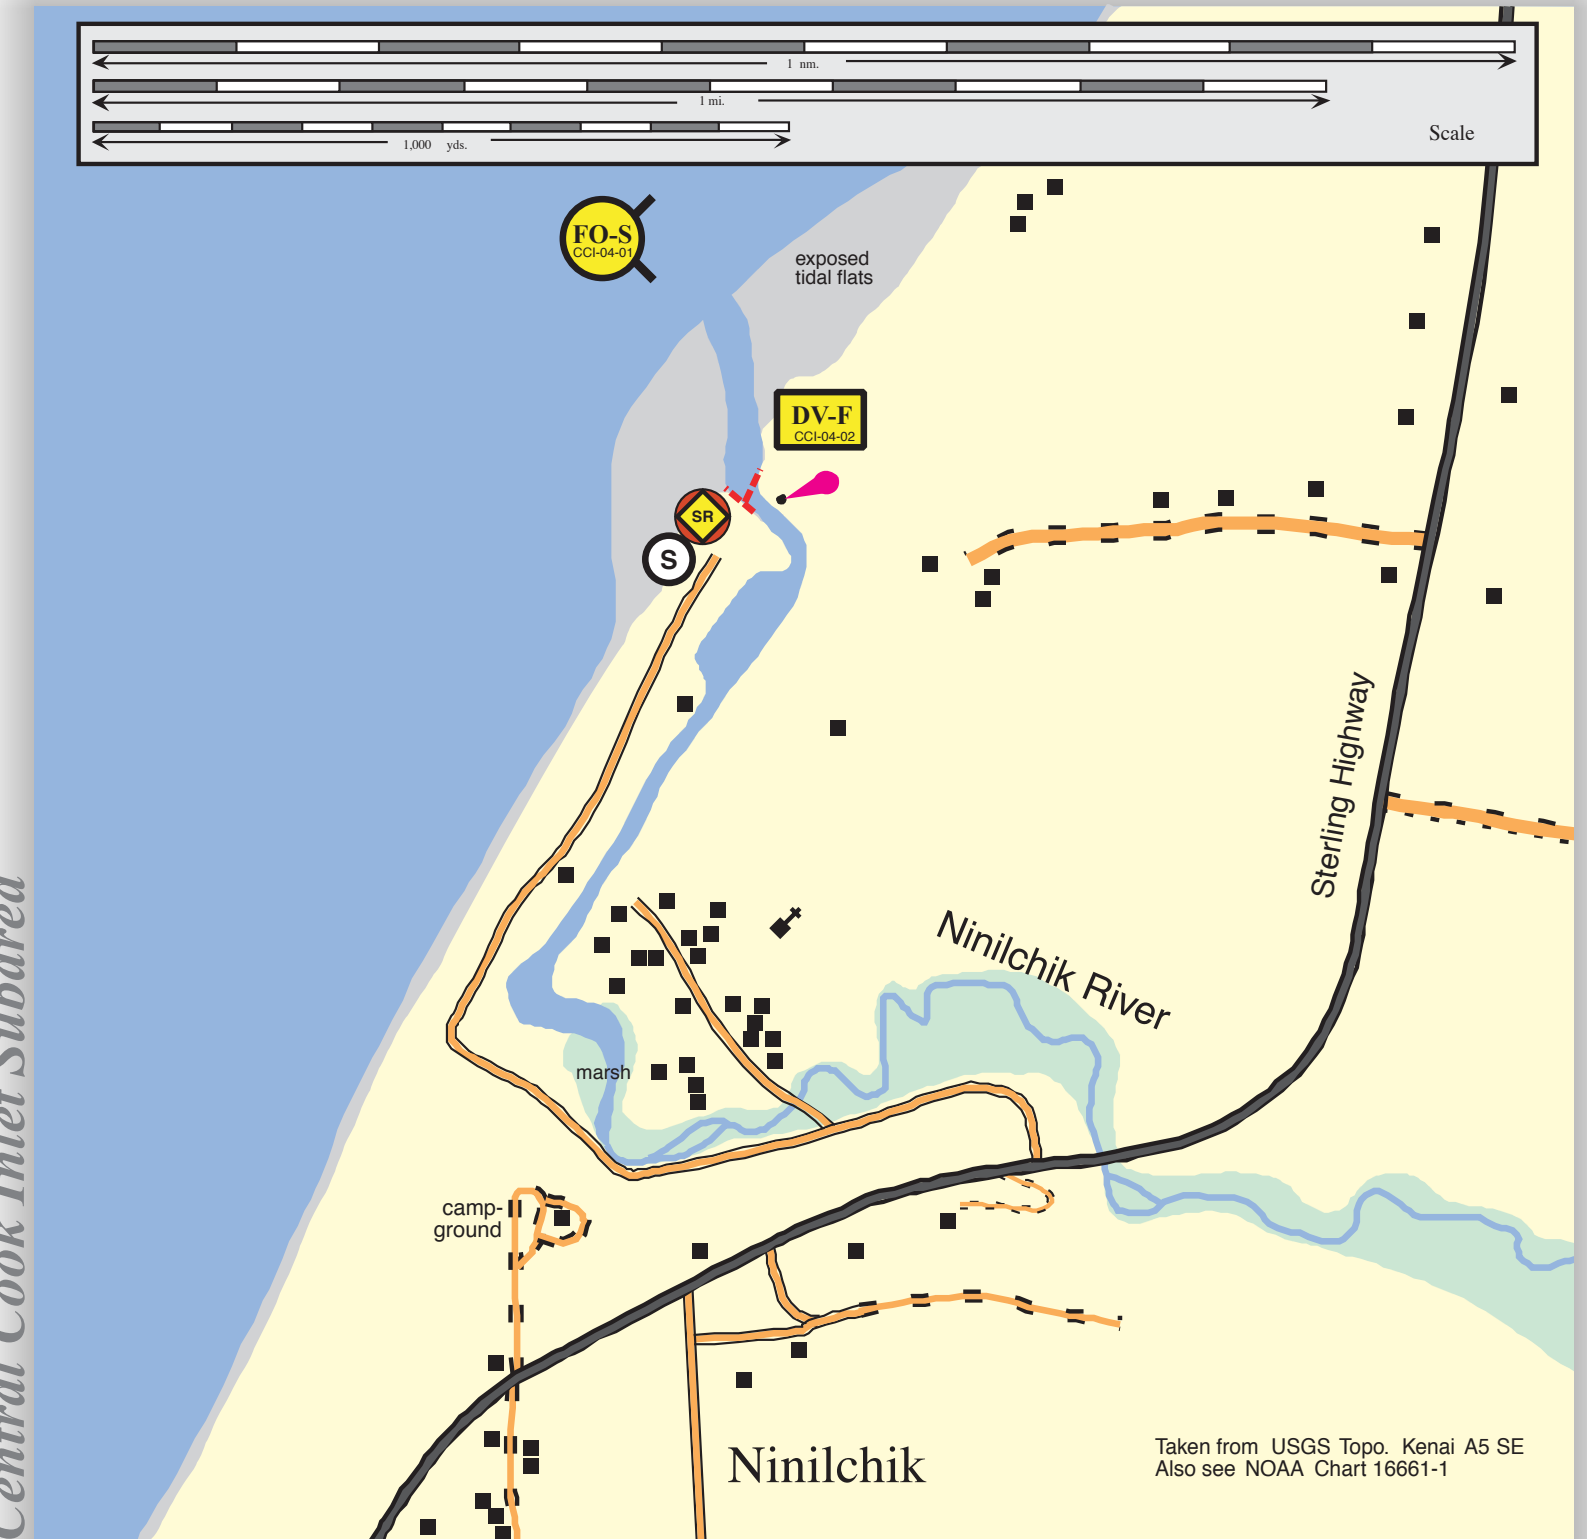 1 nm.
1 mi.
1,000 yds.
Scale
FO-S
CCI-04-01
exposed
tidal flats
DV-F
CCI-04-02
SR
S
Sterling Highway
Ninilchik River
marsh
camp-
ground
Ninilchik
Taken from USGS Topo. Kenai A5 SE
Also see NOAA Chart 16661-1
Central Cook Inlet Subarea